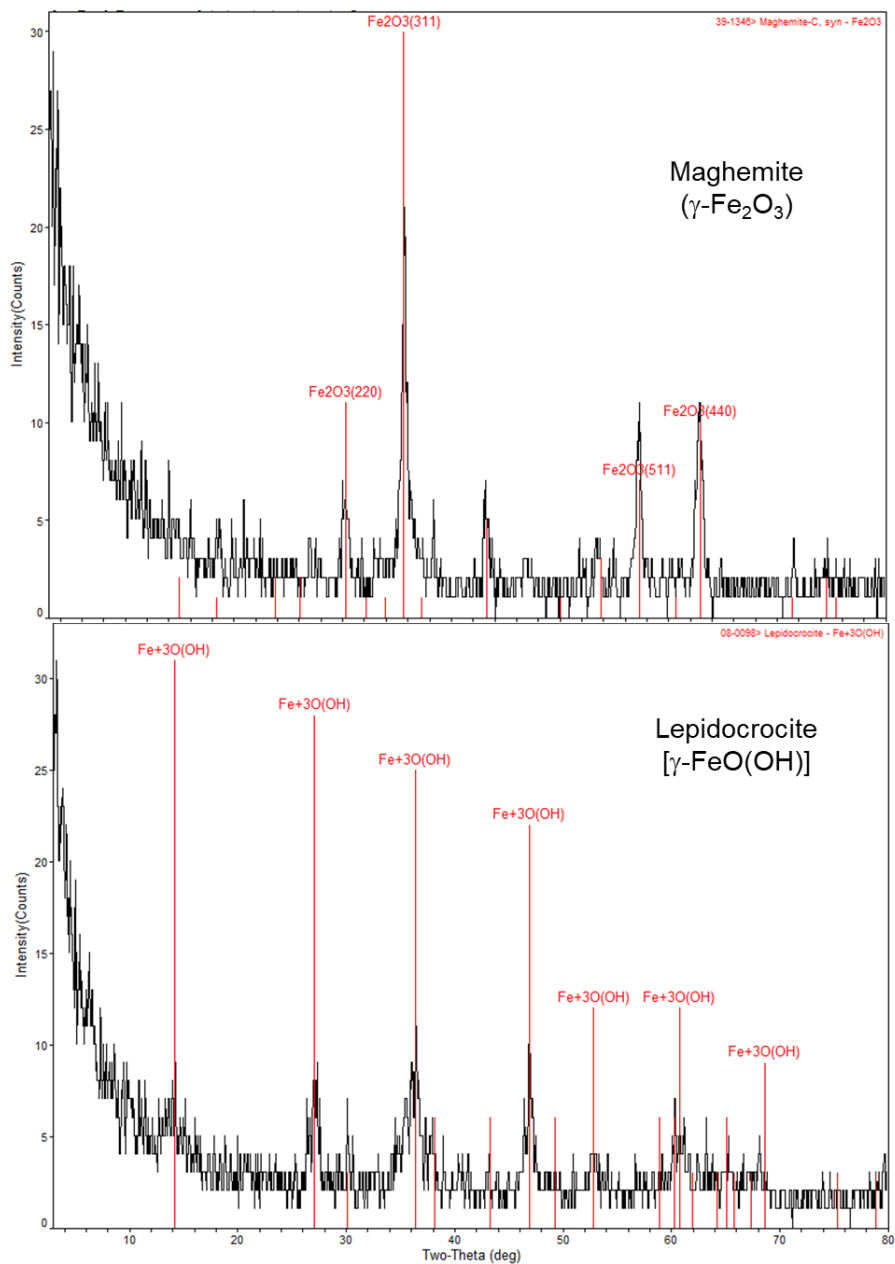 Fe2O3(311)
39-1346> Maghemite-C, syn - Fe2O3
30
25
20
15
10
5
0
Intensity(Counts)
Maghemite
(γ-Fe₂O₃)
Fe2O3(220)
Fe2O3(440)
Fe2O3(511)
08-0098> Lepidocrocite - Fe+3O(OH)
Fe+3O(OH)
Fe+3O(OH)
Fe+3O(OH)
Fe+3O(OH)
Fe+3O(OH)
Fe+3O(OH)
Fe+3O(OH)
Lepidocrocite
[γ-FeO(OH)]
30
25
20
15
10
5
0
Intensity(Counts)
10 20 30 40 50 60 70 80
Two-Theta (deg)